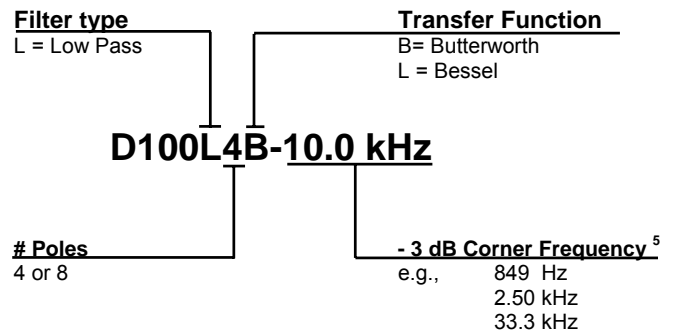 Filter type
L = Low Pass
Transfer Function
B= Butterworth
L = Bessel
D100L4B-10.0 kHz
# Poles
4 or 8
- 3 dB Corner Frequency 5
e.g., 849 Hz
2.50 kHz
33.3 kHz